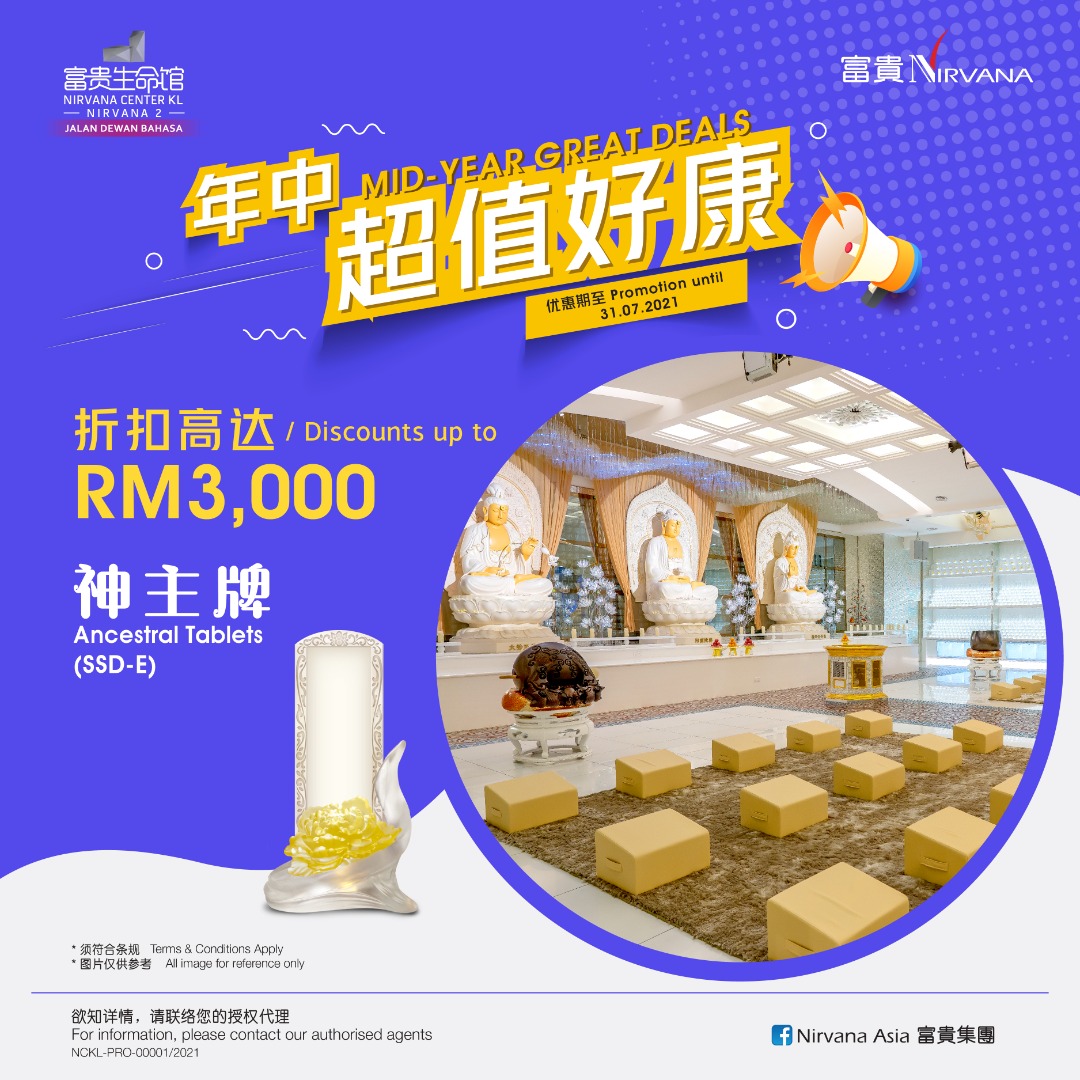 富贵生命馆
NIRVANA CENTER KL
NIRVANA 2
JALAN DEWAN BAHASA
富貴 NIRVANA
年中
MID-YEAR GREAT DEALS
超值好康
优惠期至 Promotion until
31.07.2021
折扣高达 / Discounts up to
RM3,000
神主牌
Ancestral Tablets
(SSD-E)
* 须符合条规 Terms & Conditions Apply
* 图片仅供参考 All image for reference only
欲知详情，请联络您的授权代理
For information, please contact our authorised agents
NCKL-PRO-00001/2021
Nirvana Asia 富貴集團